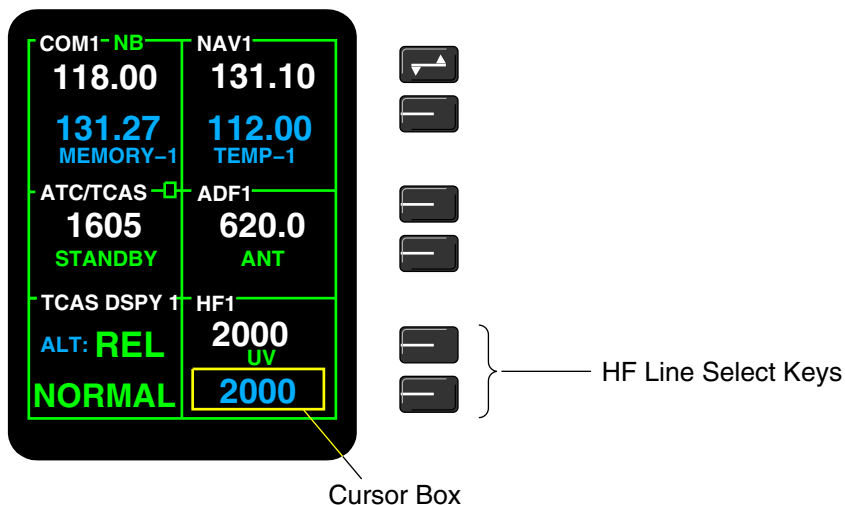 COM1 NB NAV1
118.00 131.10
131.27 112.00
MEMORY–1 TEMP–1
ATC/TCAS ADF1
1605 620.0
STANDBY ANT
TCAS DSPY 1 HF1
ALT: REL 2000
UV
NORMAL 2000
HF Line Select Keys
Cursor Box